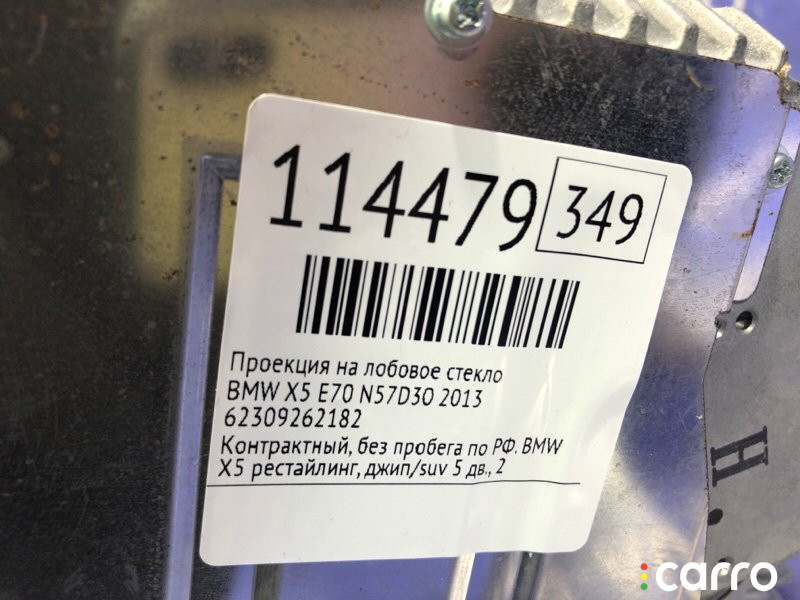 114479 349
Проекция на лобовое стекло
BMW X5 E70 N57D30 2013
62309262182
Контрактный, без пробега по РФ. BMW
X5 рестайлинг, джип/suv 5 дв., 2
H
carro